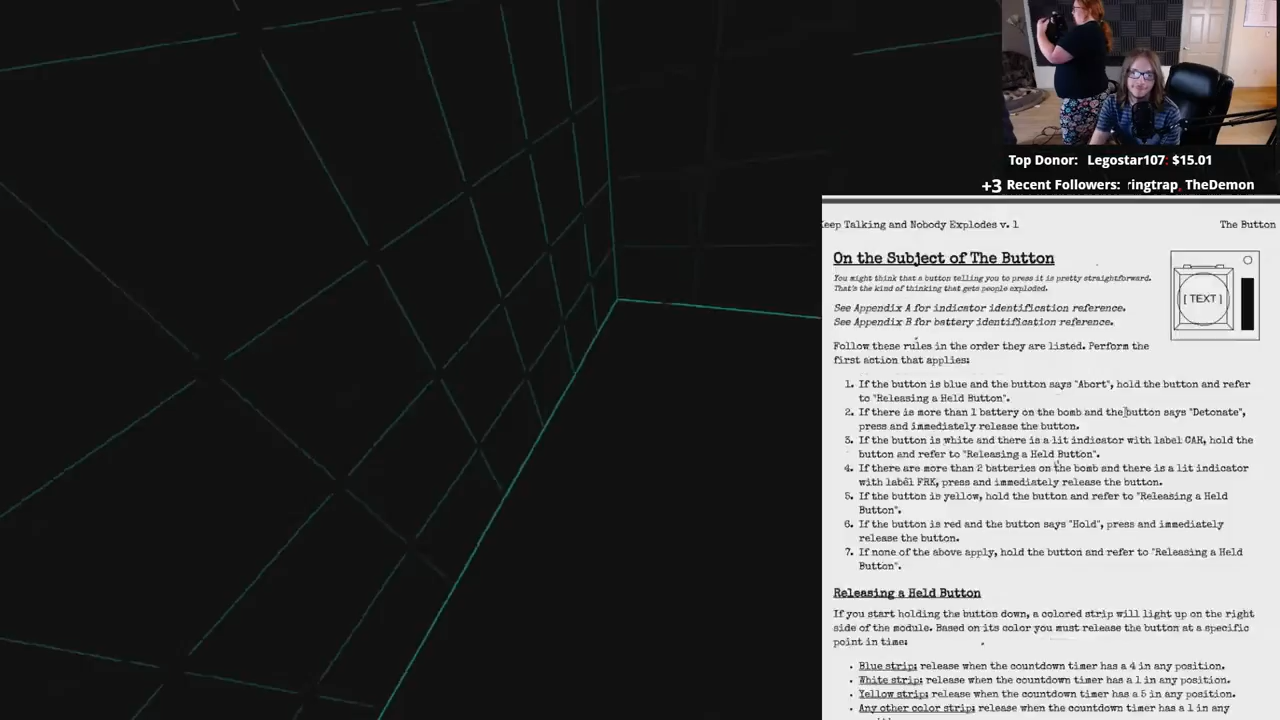 Top Donor: Legostar107: $15.01
+3 Recent Followers: ringtrap, TheDemon
Keep Talking and Nobody Explodes v. 1
The Button
On the Subject of The Button
You might think that a button telling you to press it is pretty straightforward.
That's the kind of thinking that gets people exploded.
See Appendix A for indicator identification reference.
See Appendix B for battery identification reference.
[ TEXT ]
Follow these rules in the order they are listed. Perform the
first action that applies:
1. If the button is blue and the button says "Abort", hold the button and refer
to "Releasing a Held Button".
2. If there is more than 1 battery on the bomb and the button says "Detonate",
press and immediately release the button.
3. If the button is white and there is a lit indicator with label CAR, hold the
button and refer to "Releasing a Held Button".
4. If there are more than 2 batteries on the bomb and there is a lit indicator
with label FRK, press and immediately release the button.
5. If the button is yellow, hold the button and refer to "Releasing a Held
Button".
6. If the button is red and the button says "Hold", press and immediately
release the button.
7. If none of the above apply, hold the button and refer to "Releasing a Held
Button".
Releasing a Held Button
If you start holding the button down, a colored strip will light up on the right
side of the module. Based on its color you must release the button at a specific
point in time:
• Blue strip: release when the countdown timer has a 4 in any position.
• White strip: release when the countdown timer has a 1 in any position.
• Yellow strip: release when the countdown timer has a 5 in any position.
• Any other color strip: release when the countdown timer has a 1 in any